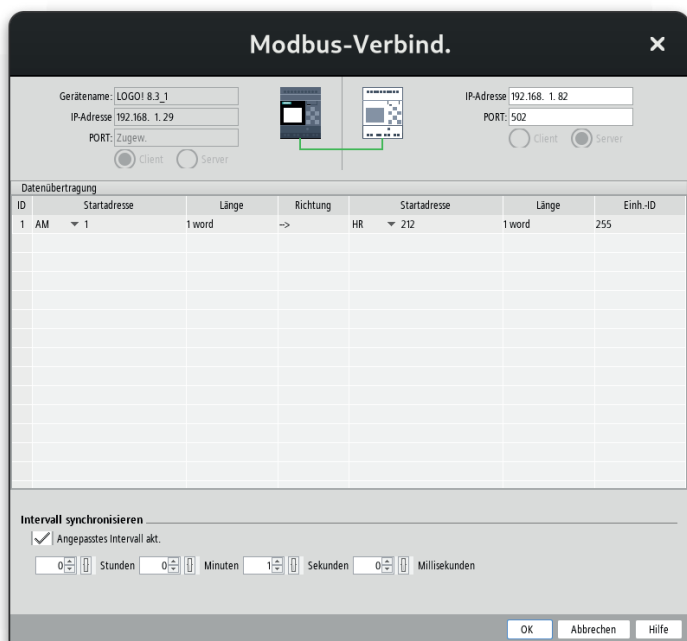 Modbus-Verbind.
Gerätename: LOGO! 8.3_1
IP-Adresse 192.168. 1. 29
PORT: Zugew.
Client Server
IP-Adresse 192.168. 1. 82
PORT: 502
Client Server
Datenübertragung
ID Startadresse Länge Richtung Startadresse Länge Einh.-ID
1 AM 1 1 word --> HR 212 1 word 255
Intervall synchronisieren
Angepasstes Intervall akt.
0 Stunden 0 Minuten 1 Sekunden 0 Millisekunden
OK Abbrechen Hilfe